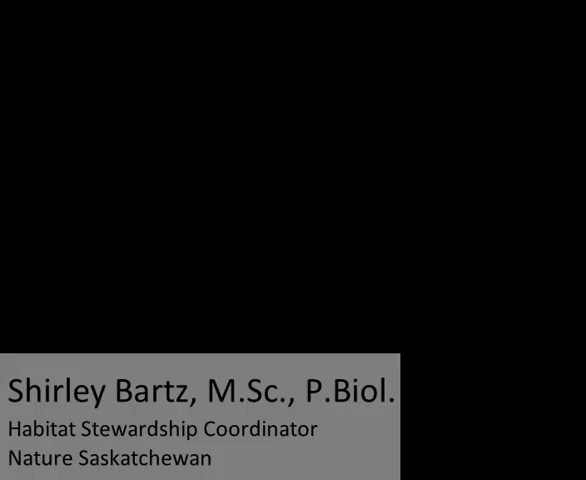 Shirley Bartz, M.Sc., P.Biol.
Habitat Stewardship Coordinator
Nature Saskatchewan